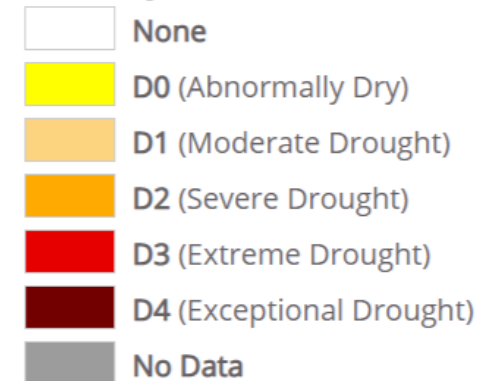 None
D0 (Abnormally Dry)
D1 (Moderate Drought)
D2 (Severe Drought)
D3 (Extreme Drought)
D4 (Exceptional Drought)
No Data